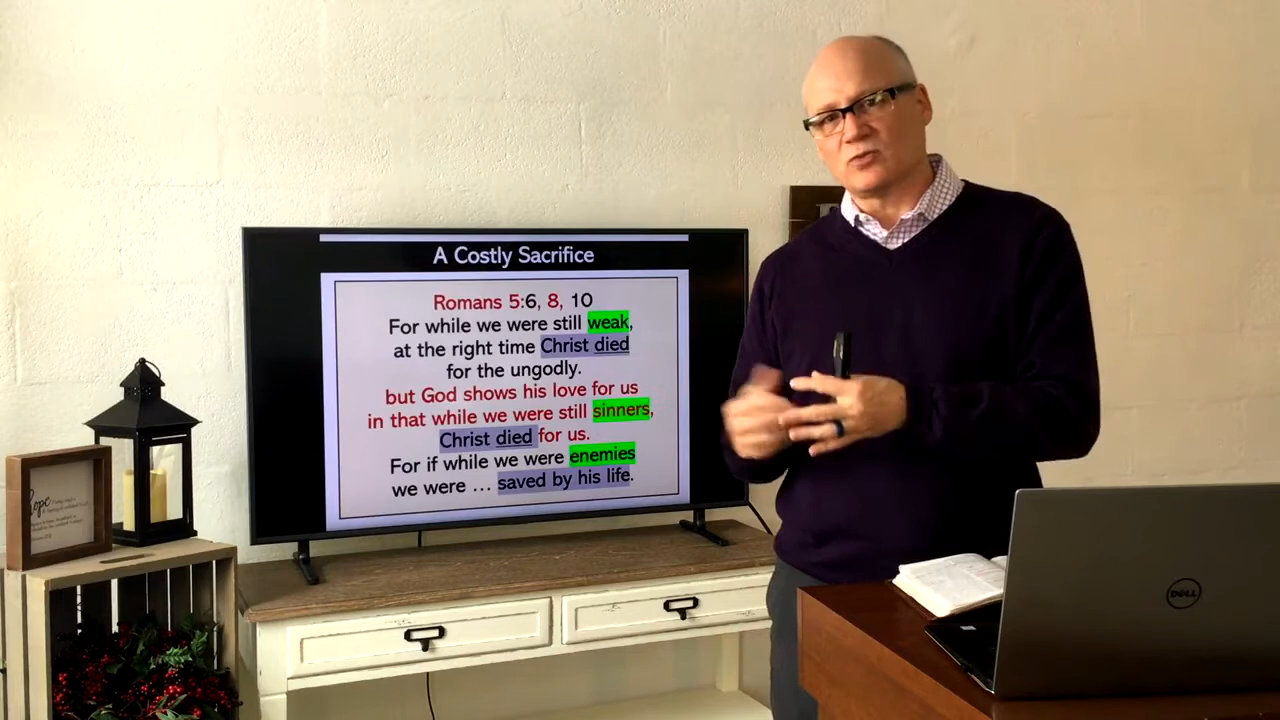 A Costly Sacrifice
Romans 5:6, 8, 10
For while we were still weak,
at the right time Christ died
for the ungodly.
but God shows his love for us
in that while we were still sinners,
Christ died for us.
For if while we were enemies
we were … saved by his life.
hope
DELL